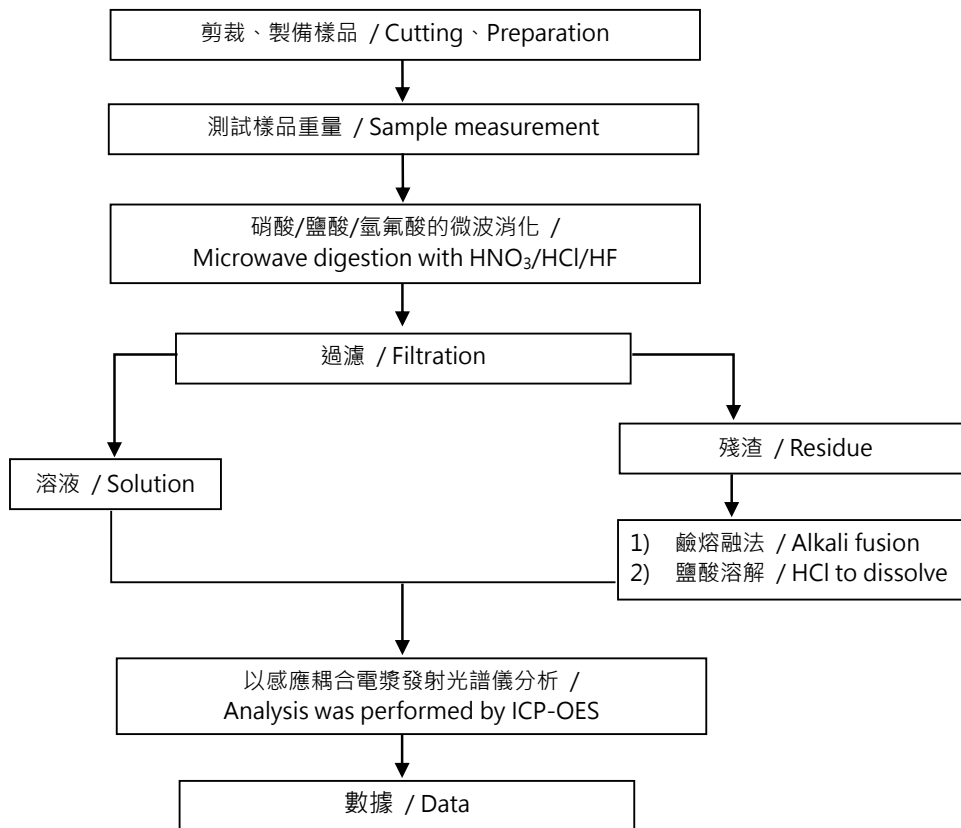 剪裁、製備樣品 / Cutting、Preparation
測試樣品重量 / Sample measurement
硝酸/鹽酸/氫氟酸的微波消化 /
Microwave digestion with HNO₃/HCl/HF
過濾 / Filtration
溶液 / Solution
殘渣 / Residue
1) 鹼熔融法 / Alkali fusion
2) 鹽酸溶解 / HCl to dissolve
以感應耦合電漿發射光譜儀分析 /
Analysis was performed by ICP-OES
數據 / Data